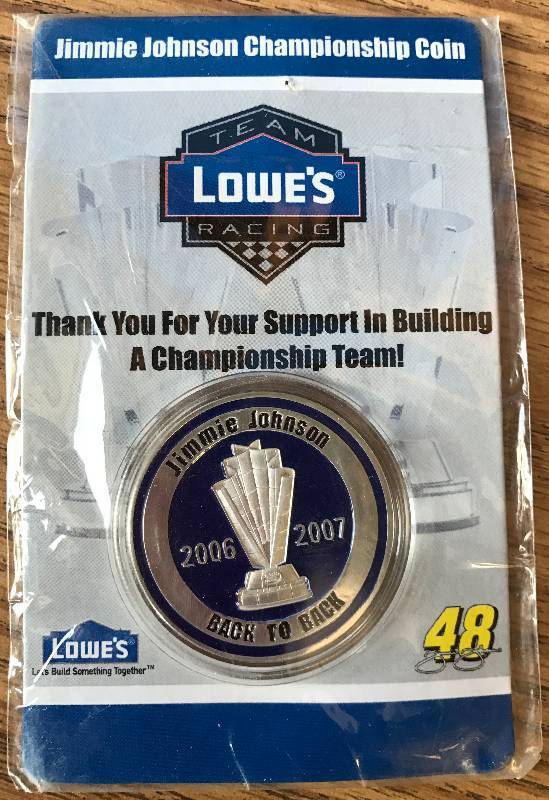 Jimmie Johnson Championship Coin
TEAM
LOWE'S®
RACING
Thank You For Your Support In Building
A Championship Team!
Jimmie Johnson
2006 2007
BACK TO BACK
LOWE'S®
Let's Build Something Together™
48